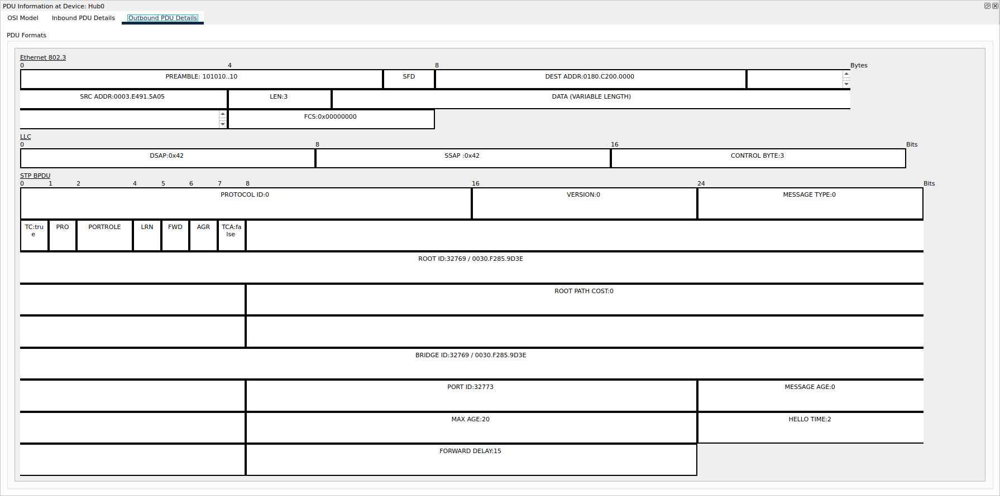 PDU Information at Device: Hub0
OSI Model Inbound PDU Details Outbound PDU Details
PDU Formats
Ethernet 802.3
0 4 8 Bytes
PREAMBLE: 101010..10 SFD DEST ADDR:0180.C200.0000
SRC ADDR:0003.E491.5A05 LEN:3 DATA (VARIABLE LENGTH)
FCS:0x00000000
LLC
0 8 16 Bits
DSAP:0x42 SSAP :0x42 CONTROL BYTE:3
STP BPDU
0 1 2 4 5 6 7 8 16 24 Bits
PROTOCOL ID:0 VERSION:0 MESSAGE TYPE:0
TC:tru PRO PORTROLE LRN FWD AGR TCA:fa
e lse
ROOT ID:32769 / 0030.F285.9D3E
ROOT PATH COST:0
BRIDGE ID:32769 / 0030.F285.9D3E
PORT ID:32773 MESSAGE AGE:0
MAX AGE:20 HELLO TIME:2
FORWARD DELAY:15